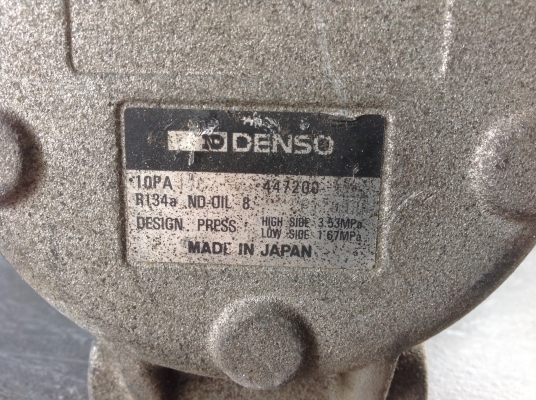 ND DENSO
10PA 447200
R134a ND-OIL 8
DESIGN PRESS HIGH SIDE 3.53MPa
LOW SIDE 1.67MPa
MADE IN JAPAN